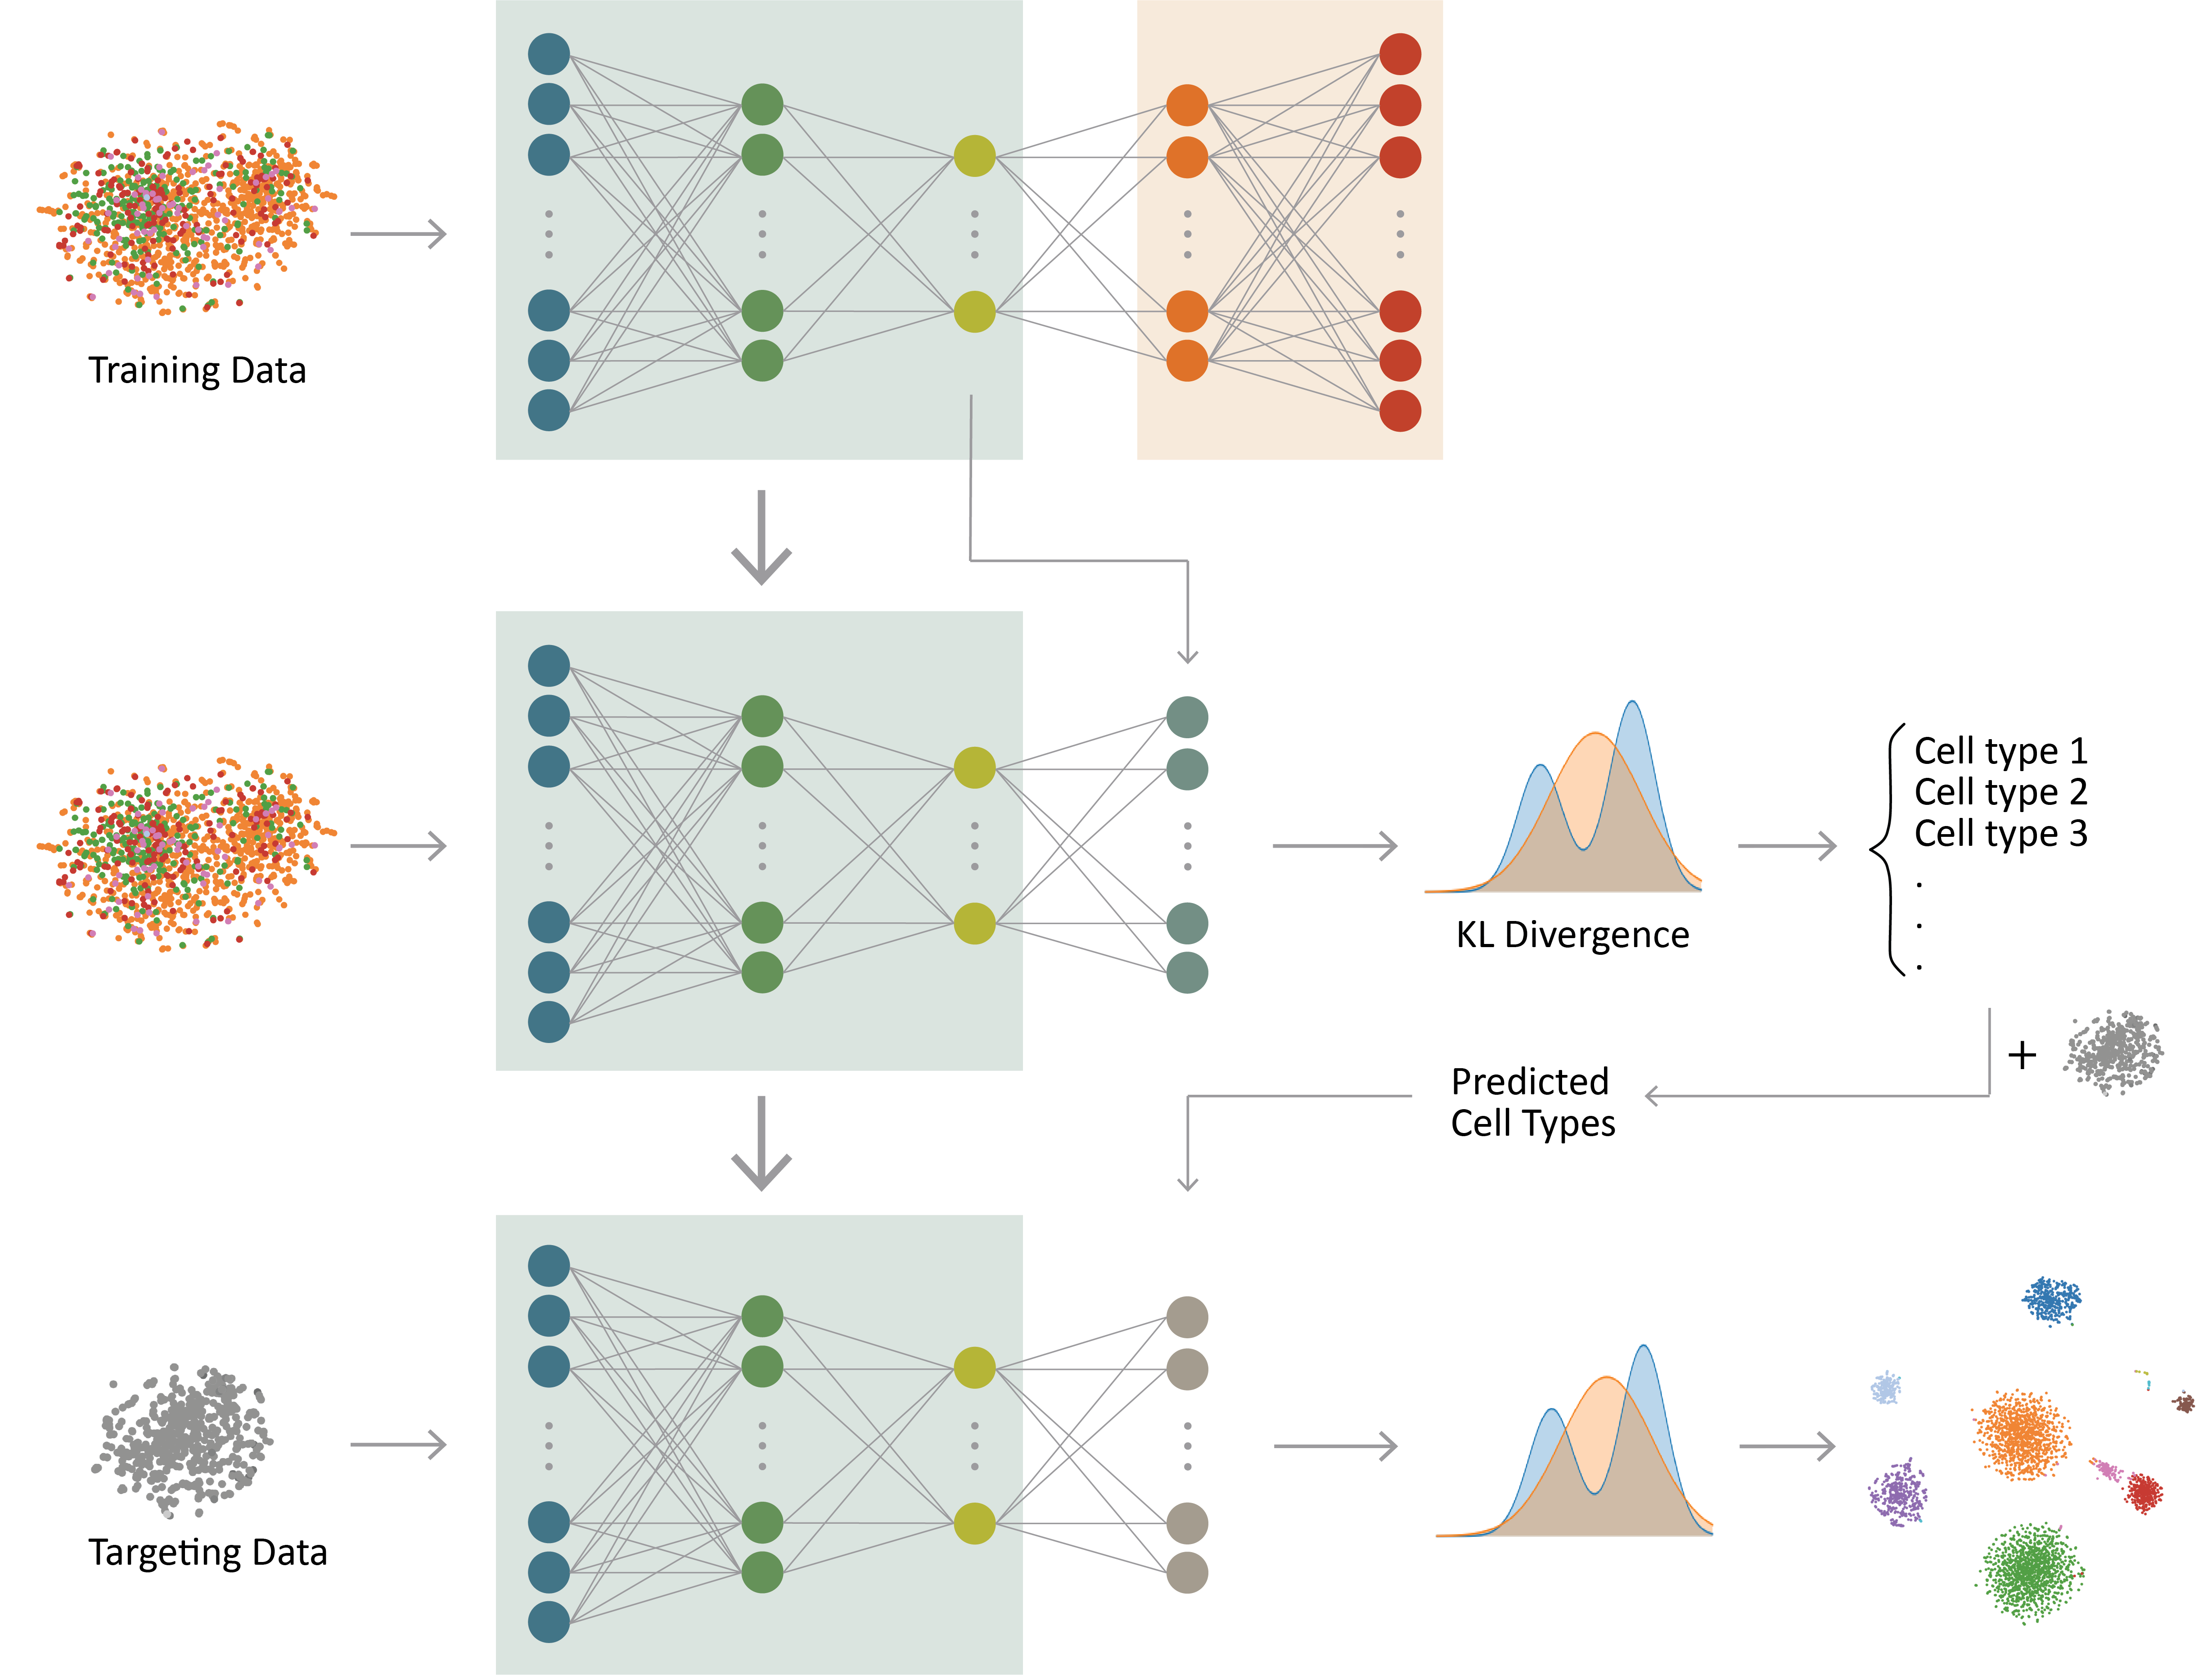 Training Data
Cell type 1
Cell type 2
Cell type 3
.
.
.
KL Divergence
+
Predicted
Cell Types
Targeting Data